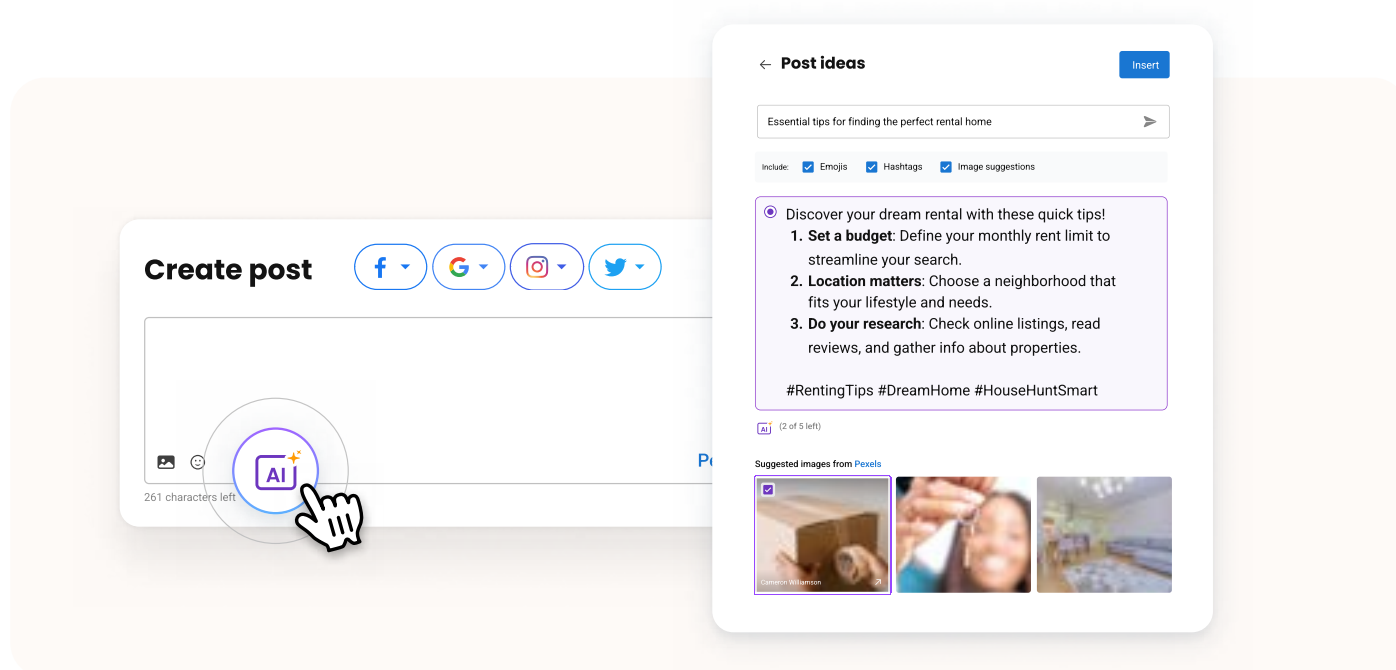 Create post
AI
261 characters left
Post ideas
Insert
Essential tips for finding the perfect rental home
Include: Emojis Hashtags Image suggestions
Discover your dream rental with these quick tips!
1. Set a budget: Define your monthly rent limit to
streamline your search.
2. Location matters: Choose a neighborhood that
fits your lifestyle and needs.
3. Do your research: Check online listings, read
reviews, and gather info about properties.
#RentingTips #DreamHome #HouseHuntSmart
AI (2 of 5 left)
Suggested images from Pexels
Cameron Williamson